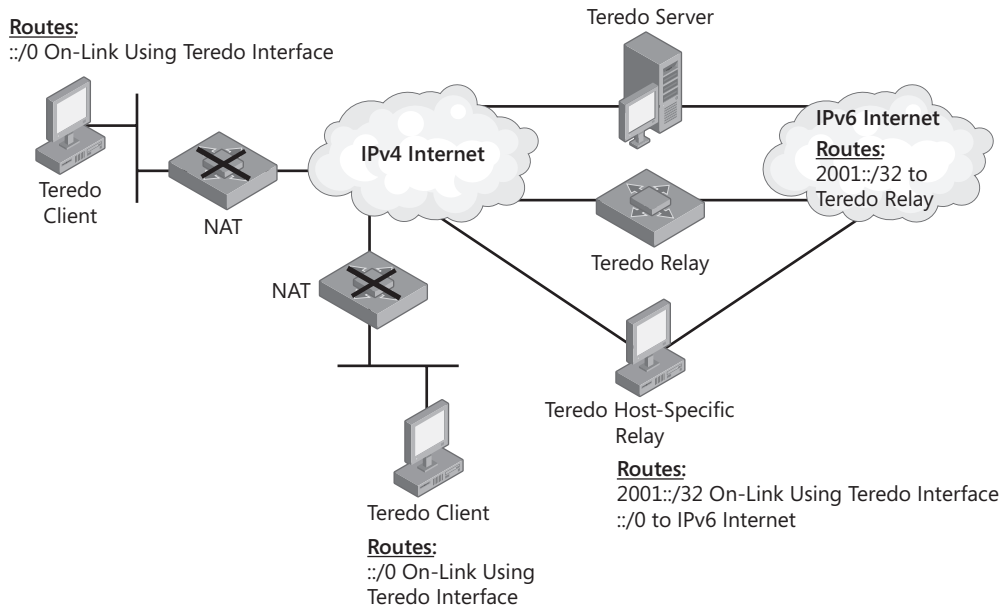 Routes:
::/0 On-Link Using Teredo Interface
Teredo Server
Teredo
Client
NAT
IPv4 Internet
IPv6 Internet
Routes:
2001::/32 to
Teredo Relay
Teredo Relay
NAT
Teredo Host-Specific
Relay
Routes:
2001::/32 On-Link Using Teredo Interface
::/0 to IPv6 Internet
Teredo Client
Routes:
::/0 On-Link Using
Teredo Interface